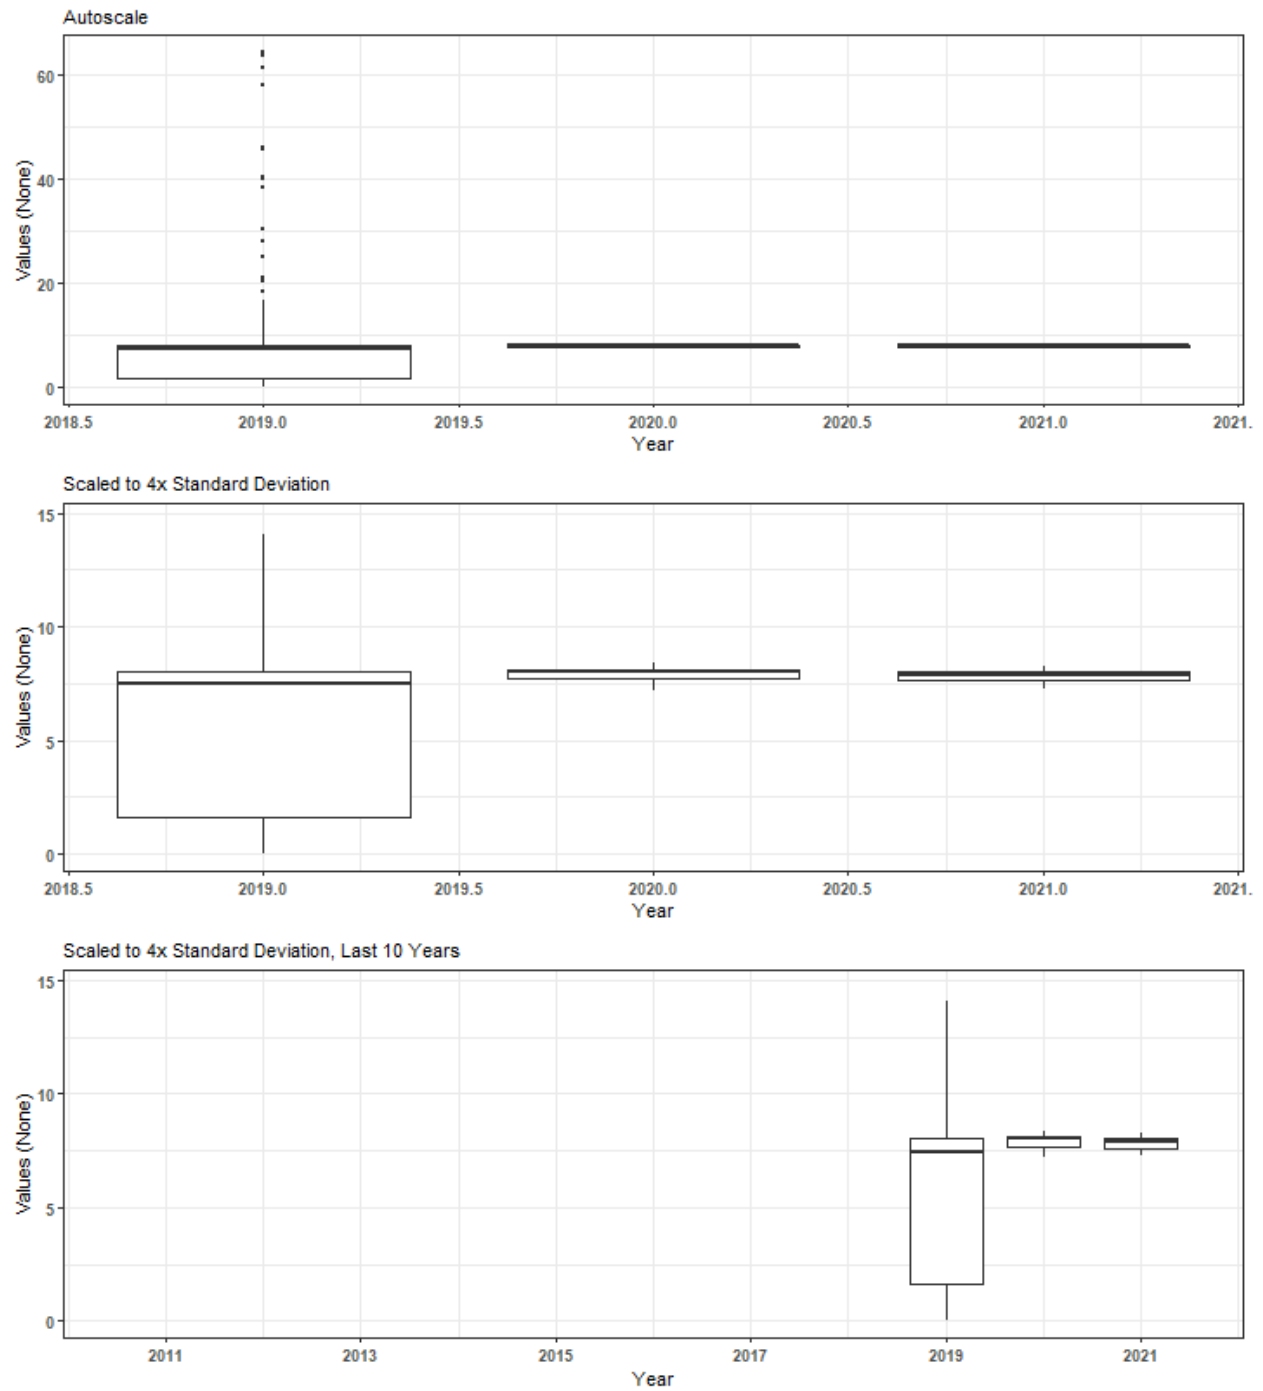 Autoscale
60
40
20
0
Values (None)
2018.5 2019.0 2019.5 2020.0 2020.5 2021.0 2021.
Year
Scaled to 4x Standard Deviation
15
10
5
0
Values (None)
2018.5 2019.0 2019.5 2020.0 2020.5 2021.0 2021.
Year
Scaled to 4x Standard Deviation, Last 10 Years
15
10
5
0
Values (None)
2011 2013 2015 2017 2019 2021
Year